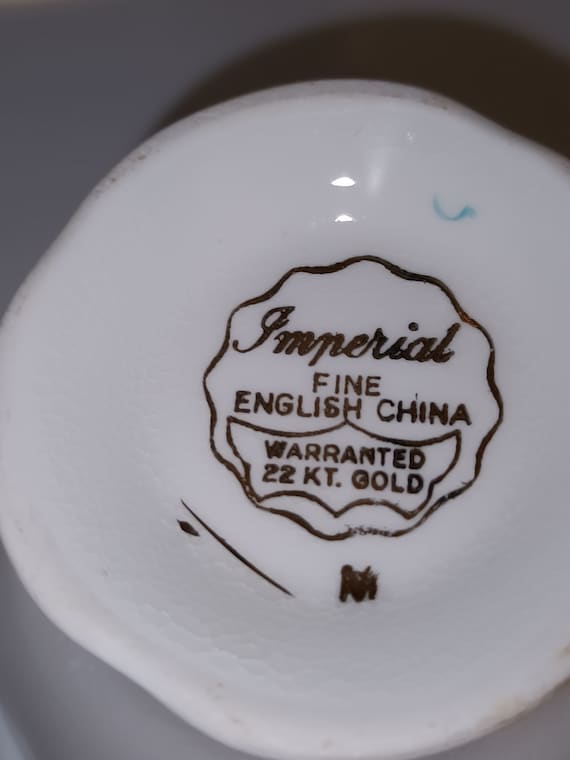 Imperial
FINE
ENGLISH CHINA
WARRANTED
22 KT. GOLD
M